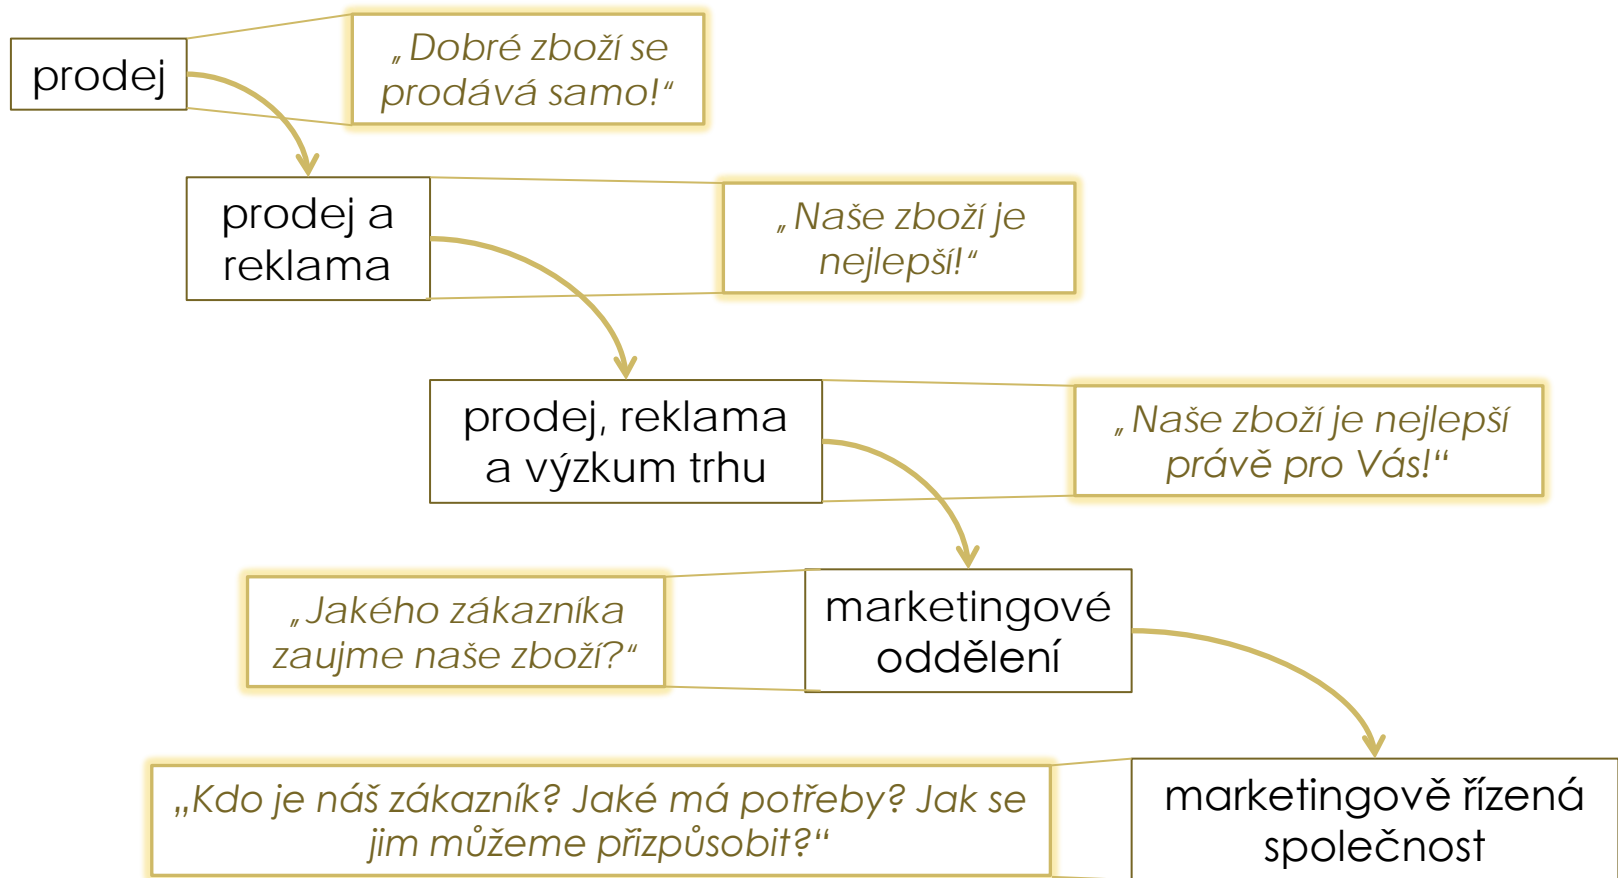 prodej
„Dobré zboží se
prodává samo!“
prodej a
reklama
„Naše zboží je
nejlepší!“
prodej, reklama
a výzkum trhu
„Naše zboží je nejlepší
právě pro Vás!“
„Jakého zákazníka
zaujme naše zboží?“
marketingové
oddělení
„Kdo je náš zákazník? Jaké má potřeby? Jak se
jim můžeme přizpůsobit?“
marketingově řízená
společnost